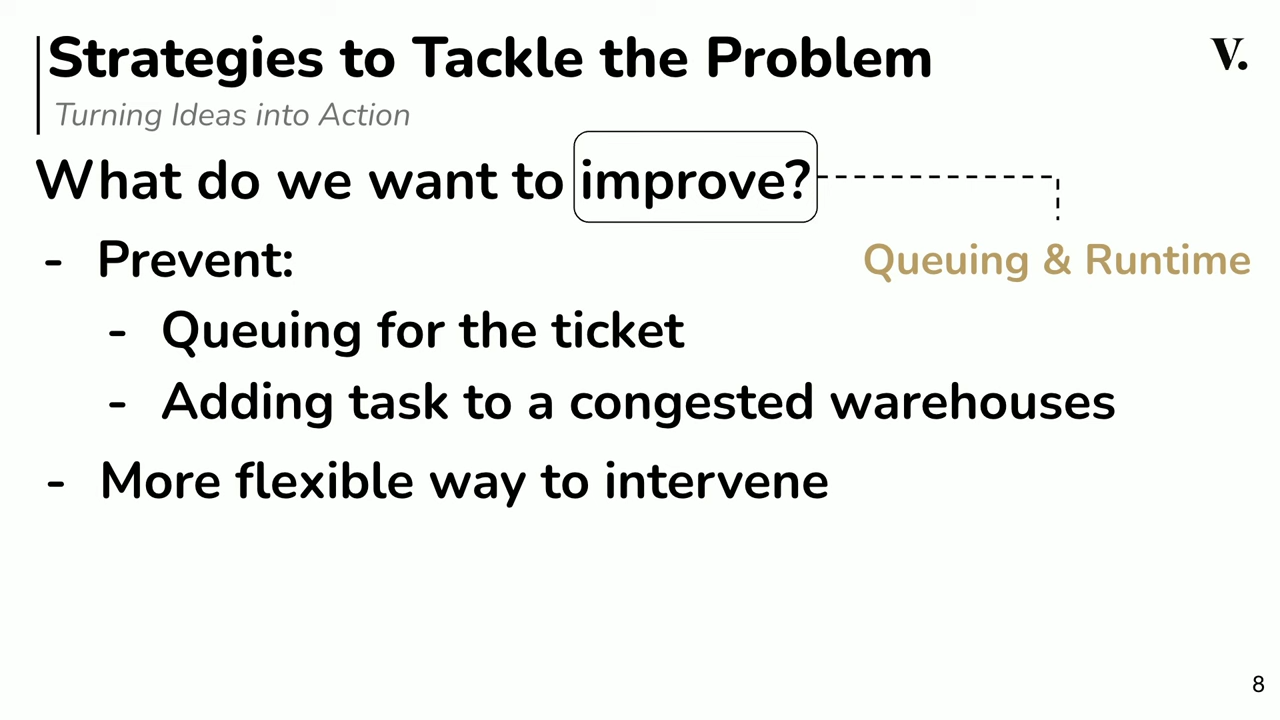 Strategies to Tackle the Problem
V.
Turning Ideas into Action
What do we want to improve?
Queuing & Runtime
- Prevent:
- Queuing for the ticket
- Adding task to a congested warehouses
- More flexible way to intervene
8